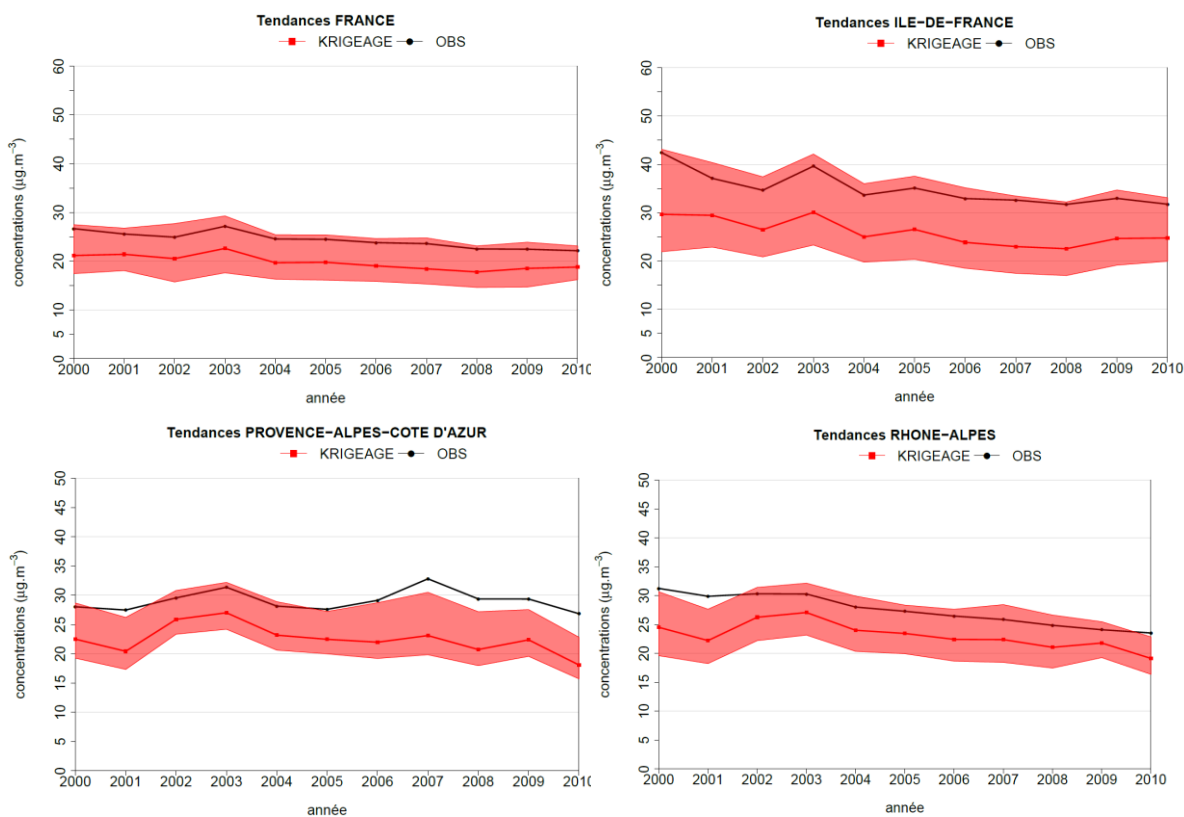 Tendances FRANCE
KRIGEAGE OBS
concentrations (µg.m−3)
0 5 10 20 30 40 50 60
2000 2001 2002 2003 2004 2005 2006 2007 2008 2009 2010
année
Tendances ILE−DE−FRANCE
KRIGEAGE OBS
concentrations (µg.m−3)
0 5 10 20 30 40 50 60
2000 2001 2002 2003 2004 2005 2006 2007 2008 2009 2010
année
Tendances PROVENCE−ALPES−COTE D'AZUR
KRIGEAGE OBS
concentrations (µg.m−3)
0 5 10 15 20 25 30 35 40 45 50
2000 2001 2002 2003 2004 2005 2006 2007 2008 2009 2010
année
Tendances RHONE−ALPES
KRIGEAGE OBS
concentrations (µg.m−3)
0 5 10 15 20 25 30 35 40 45 50
2000 2001 2002 2003 2004 2005 2006 2007 2008 2009 2010
année